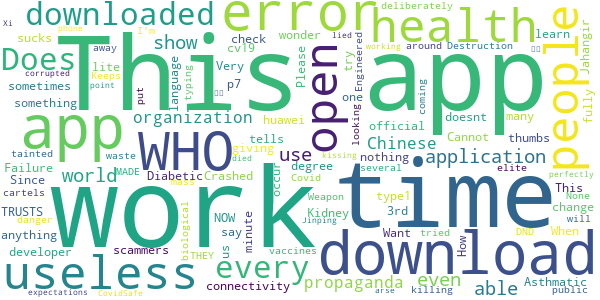 Xi
downloaded
error
health
deliberately
phone
I'm
away
wonder
lied
working
around
Destruction
learn
sucks
Does
show
check
cv19
Please
Engineered
Jahangir
people
corrupted
Keeps
lite
Very
This app
language
typing
try
open
looking
coming
doesnt
many
fully
sometimes
something
point
put
p7
one
organization
huawei
official
Cannot
thumbs
app
WHO
tells
Chinese
nothing
tainted
giving
use
application
Failure
waste
world
died
kissing
perfectly
Since
MADE
Diabetic
Crashed
occur
degree
several
elite
cartels
mass
Covid
Weapon
type1
This
None
work
time
TRUSTS
danger
biological
NOW
minute
Kidney
3rd
change
anything
THEY
say
us
Jinping
Want
How
DND
When
will
scammers
vaccines
download
developer
useless
every
propaganda
even
able
Asthmatic
expectations
CovidSafe
connectivity
arse
killing
public